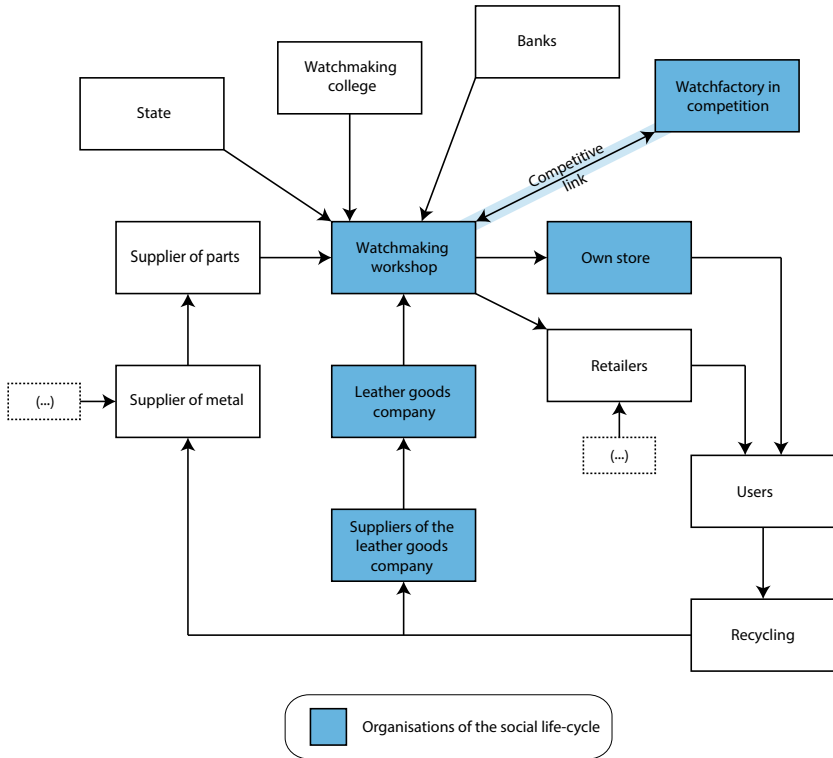 Banks
Watchmaking
college
State
Watchfactory in
competition
Competitive
link
Supplier of parts
Watchmaking
workshop
Own store
(...)
Supplier of metal
Leather goods
company
Retailers
(...)
Users
Suppliers of the
leather goods
company
Recycling
Organisations of the social life-cycle